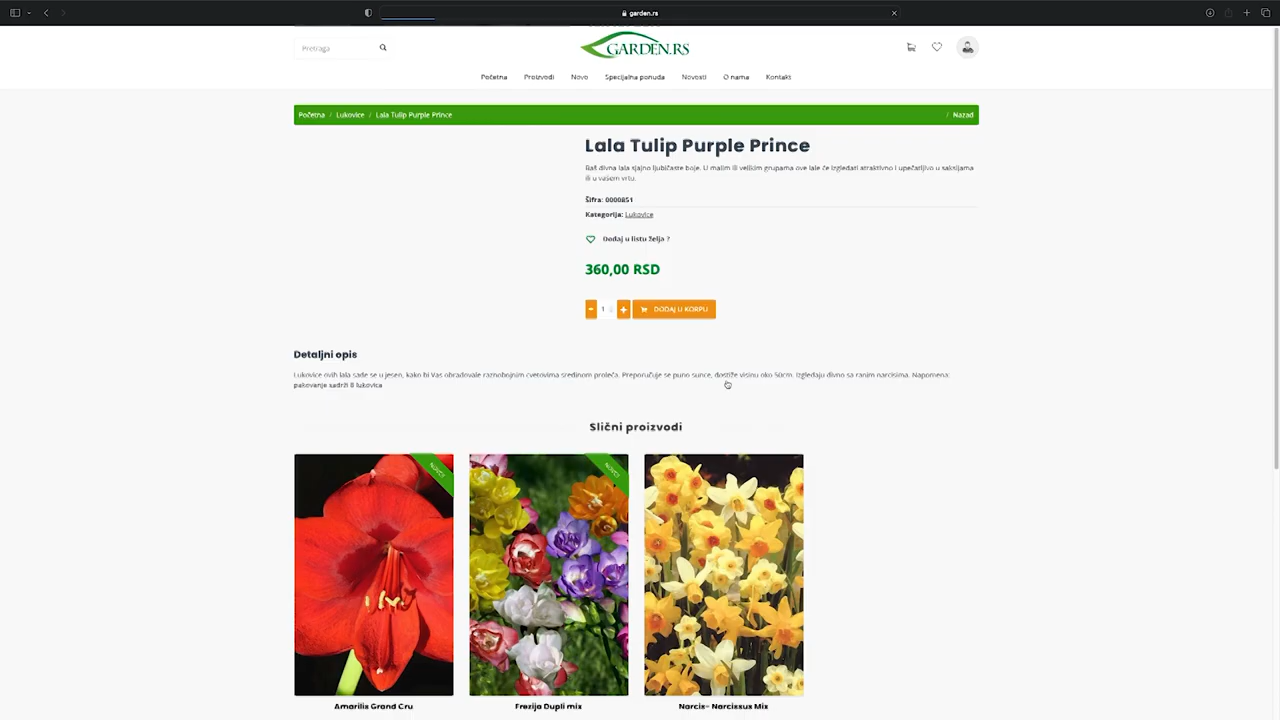 garden.rs
Pretraga
GARDEN.RS
Početna Proizvodi Novo Specijalna ponuda Novosti O nama Kontakt
Početna / Lukovice / Lala Tulip Purple Prince / Nazad
Lala Tulip Purple Prince
Baš divna lala sjajno ljubičaste boje. U malim ili velikim grupama ove lale će izgledati atraktivno i upečatljivo u saksijama
ili u vašem vrtu.
Šifra: 0000851
Kategorija: Lukovice
Dodaj u listu želja ?
360,00 RSD
- 1 + DODAJ U KORPU
Detaljni opis
Lukovice ovih lala sade se u jesen, kako bi Vas obradovale raznobojnim cvetovima sredinom proleća. Preporučuje se puno sunce, dostiže visinu oko 50cm. Izgledaju divno sa ranim narcisima. Napomena:
pakovanje sadrži 8 lukovica
Slični proizvodi
NOVO!
NOVO!
Amarilis Grand Cru
Frezija Dupli mix
Narcis- Narcissus Mix